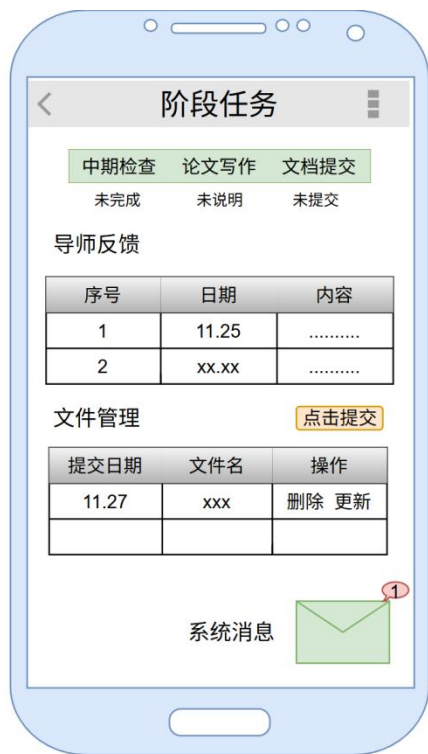 阶段任务
中期检查 论文写作 文档提交
未完成 未说明 未提交
导师反馈
序号 日期 内容
1 11.25 ..........
2 xx.xx ..........
文件管理 点击提交
提交日期 文件名 操作
11.27 xxx 删除 更新
1
系统消息